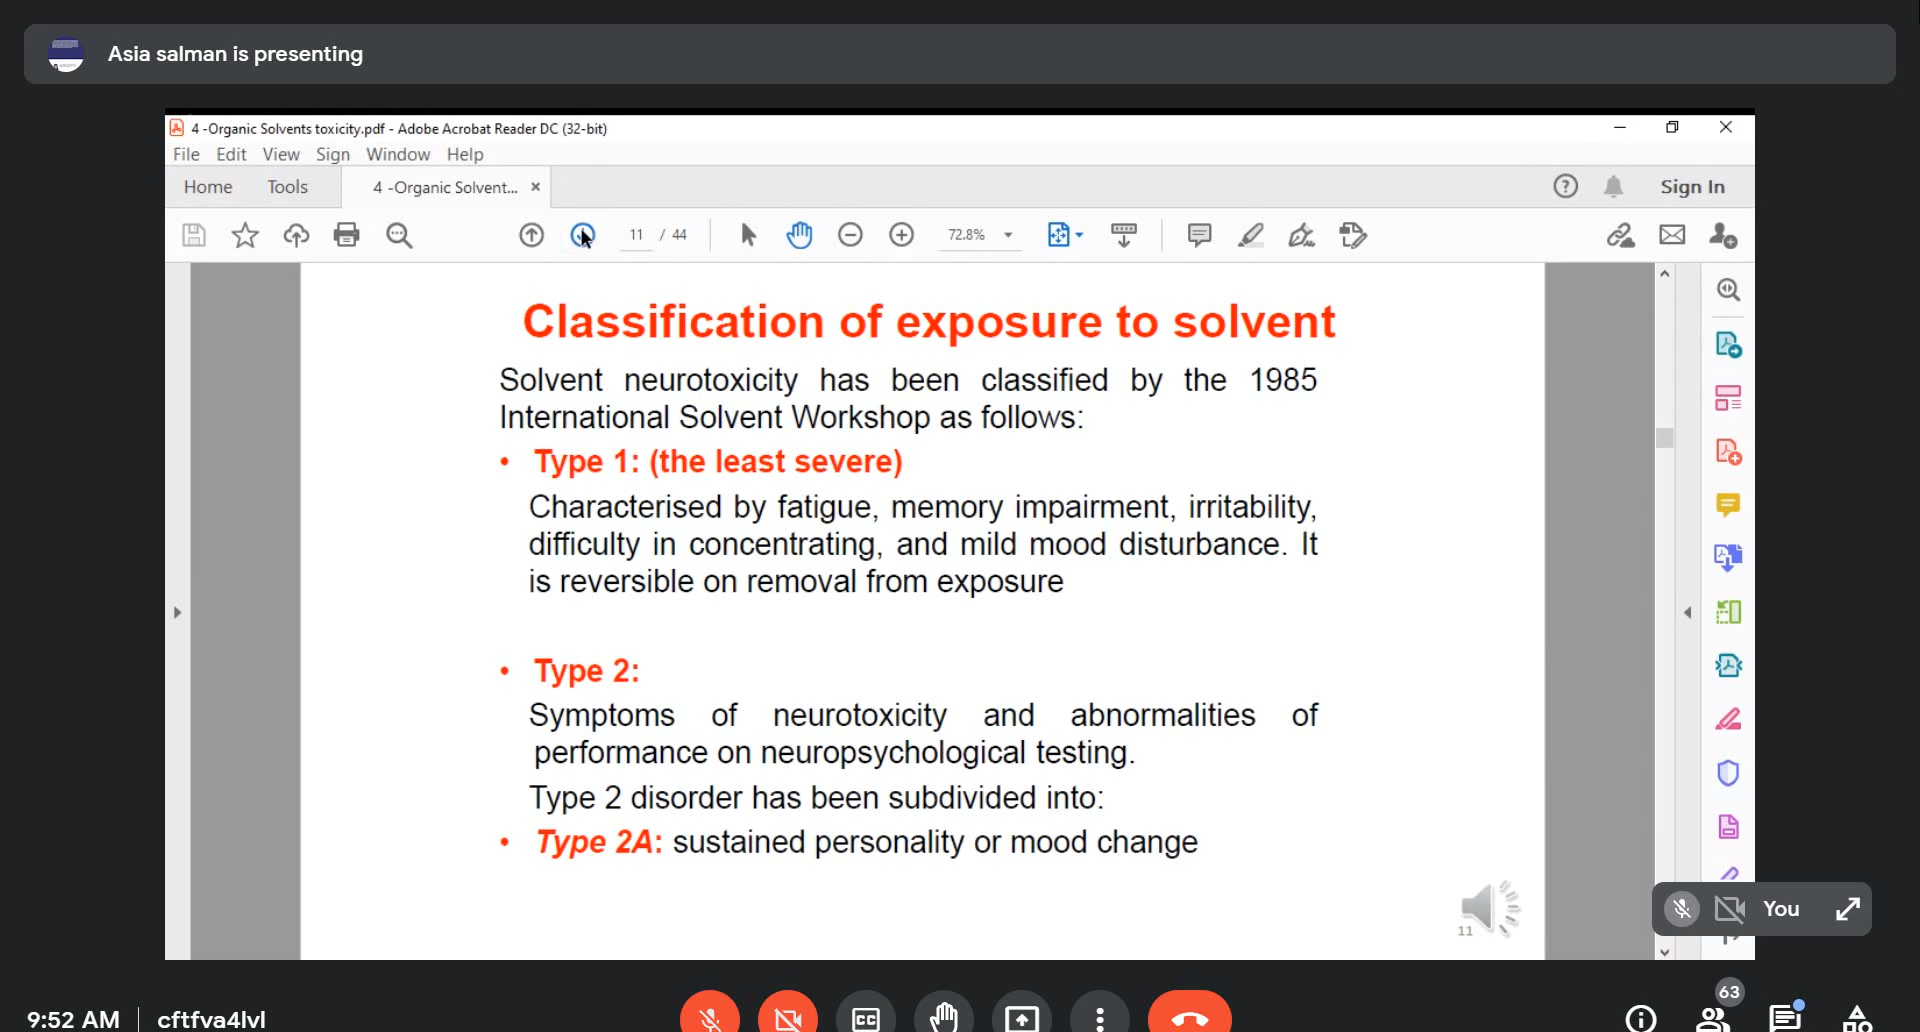 Asia salman is presenting
4 -Organic Solvents toxicity.pdf - Adobe Acrobat Reader DC (32-bit)
File Edit View Sign Window Help
Home Tools 4 -Organic Solvent... × Sign In
11 / 44 72.8%
Classification of exposure to solvent
Solvent neurotoxicity has been classified by the 1985
International Solvent Workshop as follows:
• Type 1: (the least severe)
Characterised by fatigue, memory impairment, irritability,
difficulty in concentrating, and mild mood disturbance. It
is reversible on removal from exposure
• Type 2:
Symptoms of neurotoxicity and abnormalities of
performance on neuropsychological testing.
Type 2 disorder has been subdivided into:
• Type 2A: sustained personality or mood change
11
You
63
9:52 AM | cftfva4lvl
CC